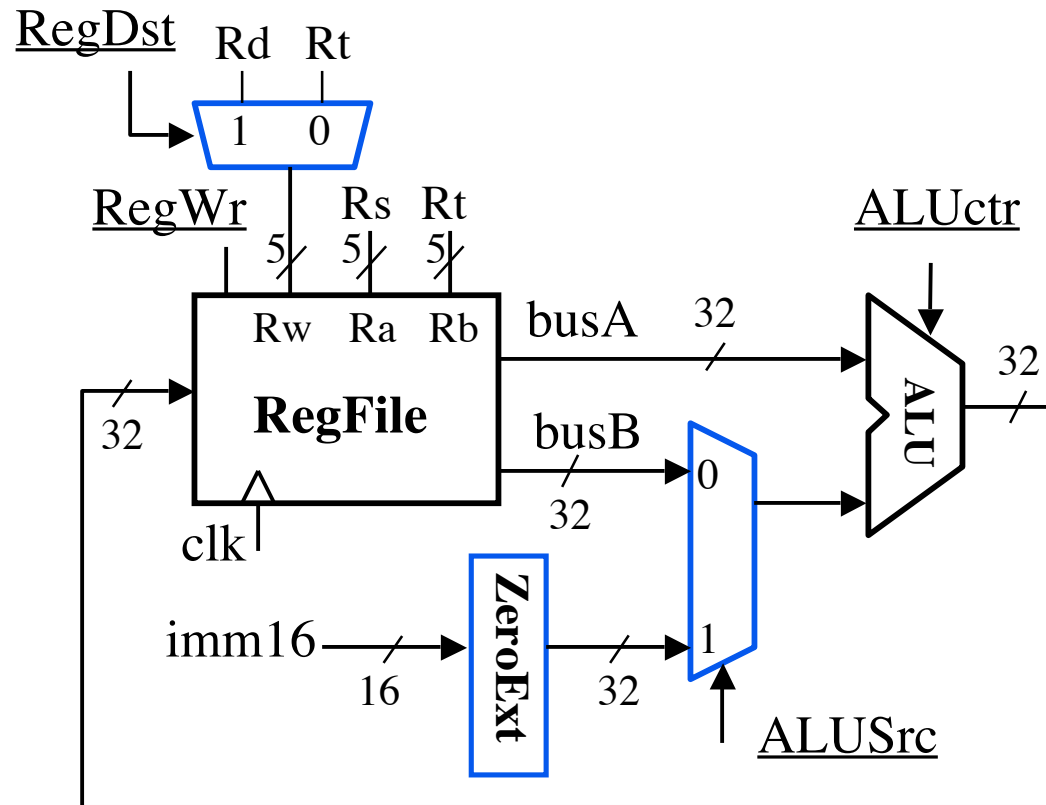 RegDst
Rd Rt
1 0
RegWr
Rs Rt
ALUctr
5 5 5
Rw Ra Rb
busA
32
32
32
RegFile
ALU
busB
0
32
clk
ZeroExt
imm16
1
16
32
ALUSrc